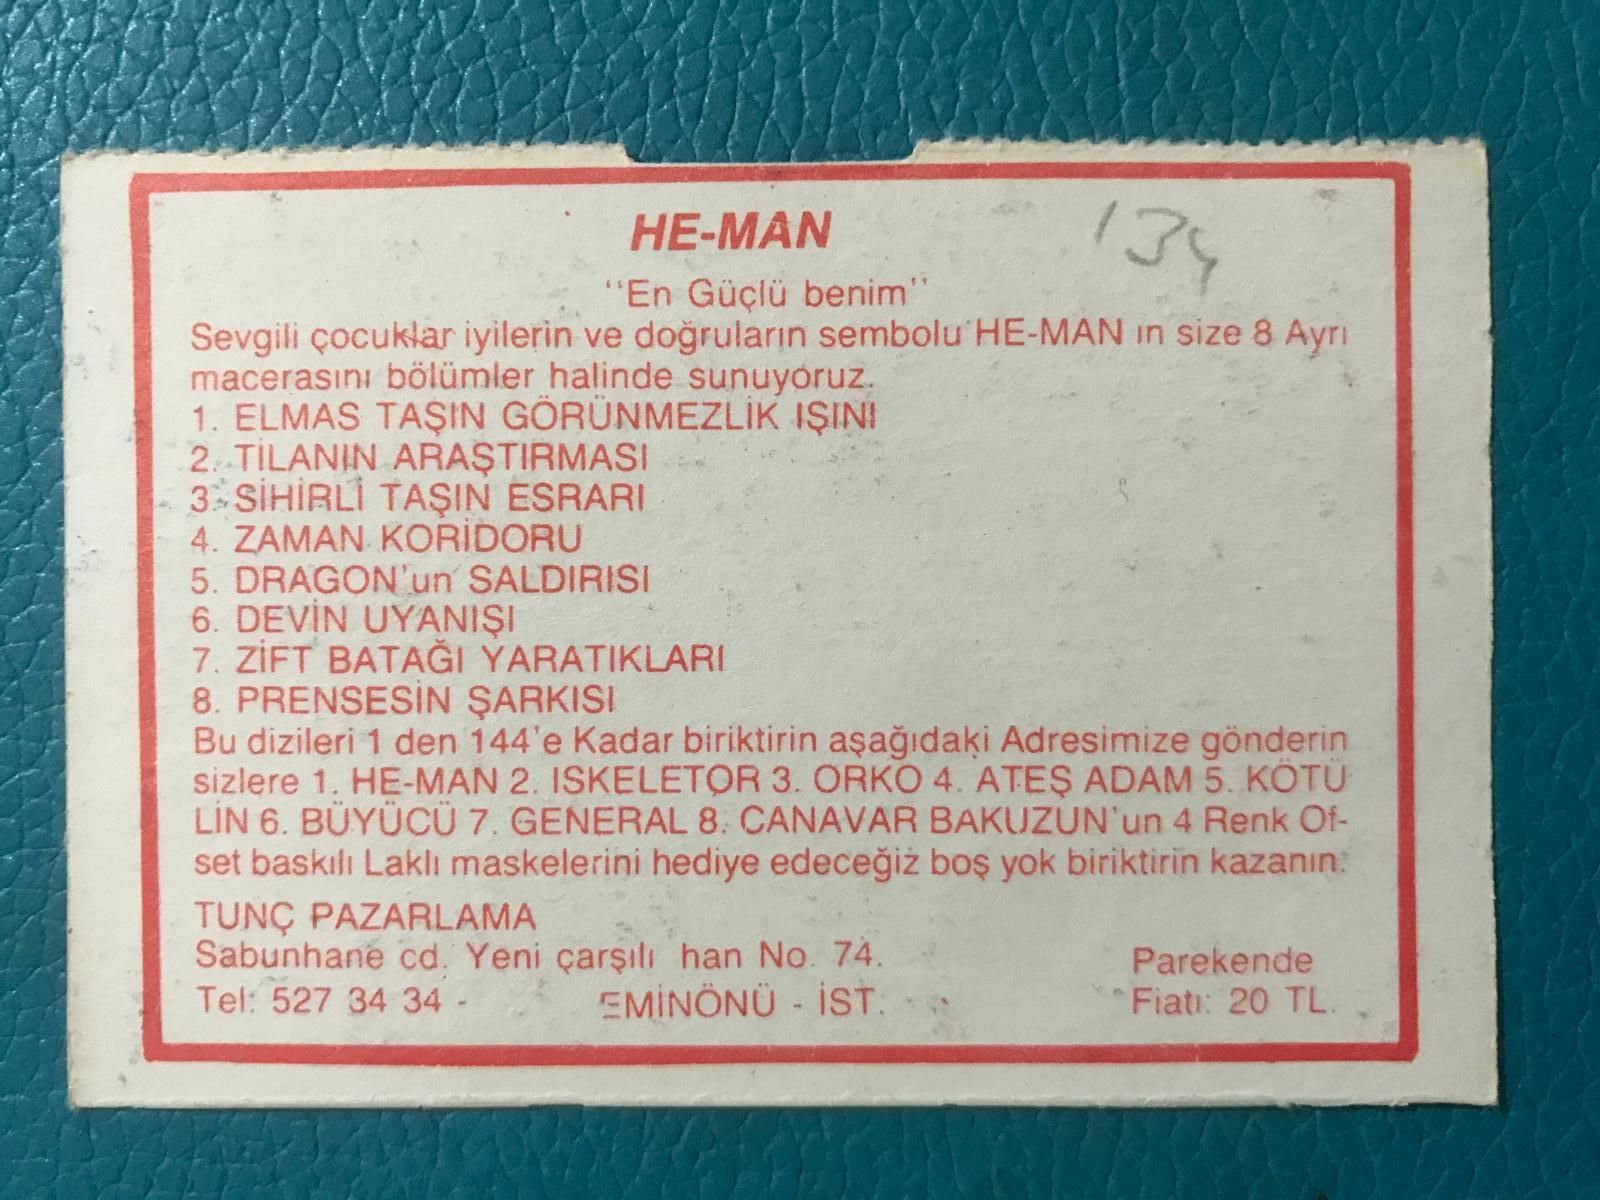 HE-MAN
134
"En Güçlü benim"
Sevgili çocuklar iyilerin ve doğruların sembolu HE-MAN ın size 8 Ayrı
macerasını bölümler halinde sunuyoruz.
1. ELMAS TAŞIN GÖRÜNMEZLİK IŞINI
2. TİLANIN ARAŞTIRMASI
3. SİHİRLİ TAŞIN ESRARI
4. ZAMAN KORİDORU
5. DRAGON'un SALDIRISI
6. DEVİN UYANIŞI
7. ZİFT BATAĞI YARATIKLARI
8. PRENSESİN ŞARKISI
Bu dizileri 1 den 144'e Kadar biriktirin aşağıdaki Adresimize gönderin
sizlere 1. HE-MAN 2. ISKELETOR 3. ORKO 4. ATEŞ ADAM 5. KÖTÜ
LİN 6. BÜYÜCÜ 7. GENERAL 8. CANAVAR BAKUZUN'un 4 Renk Of-
set baskılı Laklı maskelerini hediye edeceğiz boş yok biriktirin kazanın.
TUNÇ PAZARLAMA
Sabunhane cd. Yeni çarşılı han No. 74.
Tel: 527 34 34 - EMİNÖNÜ - İST.
Parekende
Fiatı: 20 TL.